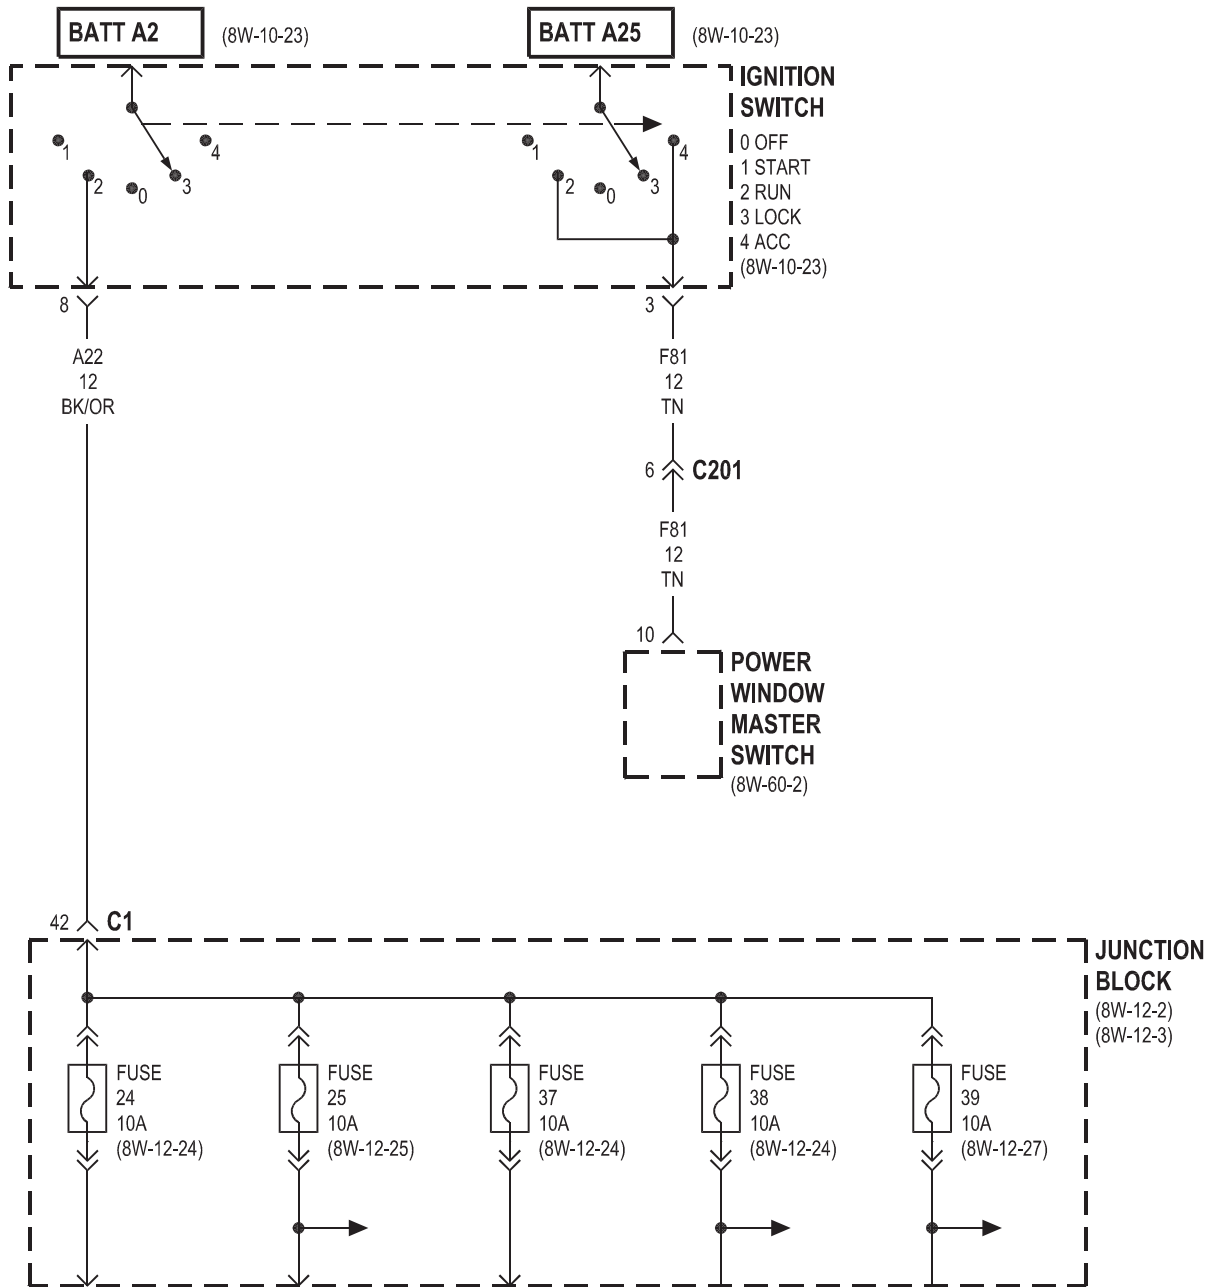 BATT A2 (8W-10-23)
BATT A25 (8W-10-23)
IGNITION
SWITCH
0 OFF
1 START
2 RUN
3 LOCK
4 ACC
(8W-10-23)
1
2
0
3
4
1
2
0
3
4
8
A22
12
BK/OR
3
F81
12
TN
6 C201
F81
12
TN
10
POWER
WINDOW
MASTER
SWITCH
(8W-60-2)
42 C1
JUNCTION
BLOCK
(8W-12-2)
(8W-12-3)
FUSE
24
10A
(8W-12-24)
FUSE
25
10A
(8W-12-25)
FUSE
37
10A
(8W-12-24)
FUSE
38
10A
(8W-12-24)
FUSE
39
10A
(8W-12-27)